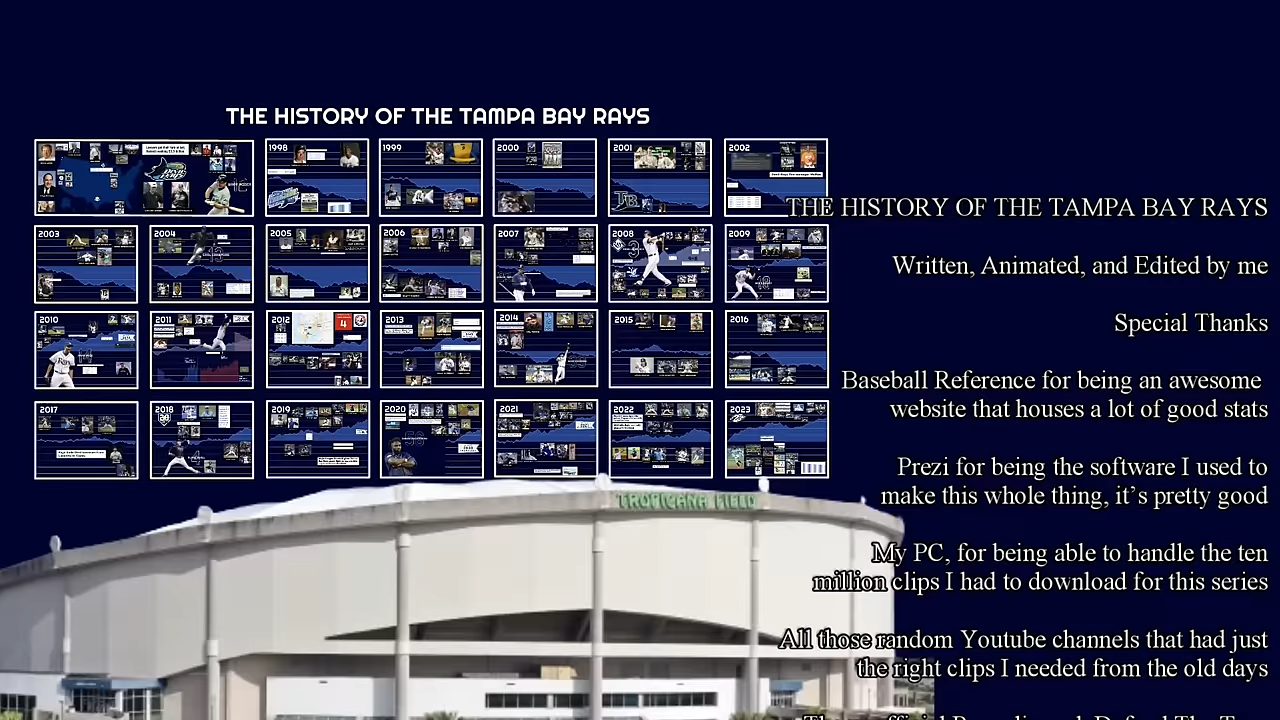 THE HISTORY OF THE TAMPA BAY RAYS
1998
1999
2000
2001
2002
2003
2004
2005
2006
2007
2008
2009
2010
2011
2012
2013
2014
2015
2016
2017
2018
2019
2020
2021
2022
2023
TROPICANA FIELD
THE HISTORY OF THE TAMPA BAY RAYS
Written, Animated, and Edited by me
Special Thanks
Baseball Reference for being an awesome
website that houses a lot of good stats
Prezi for being the software I used to
make this whole thing, it's pretty good
My PC, for being able to handle the ten
million clips I had to download for this series
All those random Youtube channels that had just
the right clips I needed from the old days